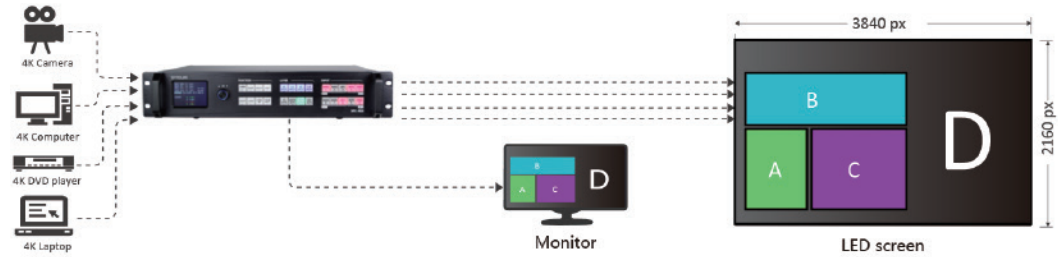 4K Camera
4K Computer
4K DVD player
4K Laptop
B
A
C
D
Monitor
3840 px
B
A
C
D
2160 px
LED screen